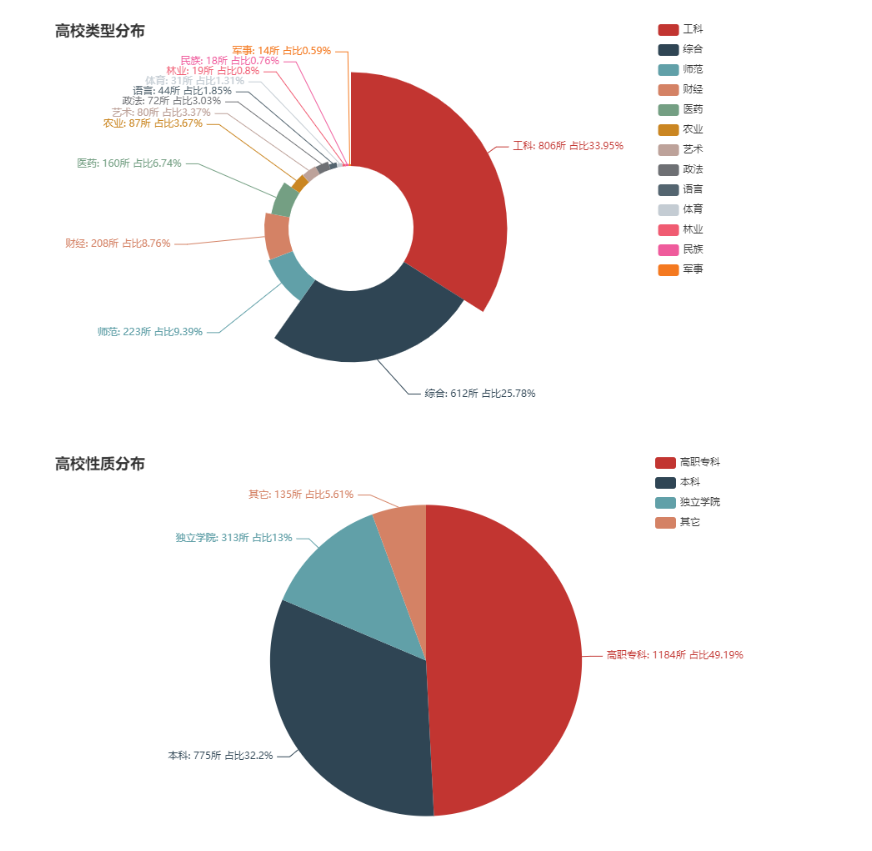 高校类型分布
军事: 14所 占比0.59%
民族: 18所 占比0.76%
林业: 19所 占比0.8%
体育: 31所 占比1.31%
语言: 44所 占比1.85%
政法: 72所 占比3.03%
艺术: 80所 占比3.37%
农业: 87所 占比3.67%
医药: 160所 占比6.74%
财经: 208所 占比8.76%
师范: 223所 占比9.39%
工科: 806所 占比33.95%
综合: 612所 占比25.78%
工科
综合
师范
财经
医药
农业
艺术
政法
语言
体育
林业
民族
军事
高校性质分布
其它: 135所 占比5.61%
独立学院: 313所 占比13%
高职专科: 1184所 占比49.19%
本科: 775所 占比32.2%
高职专科
本科
独立学院
其它